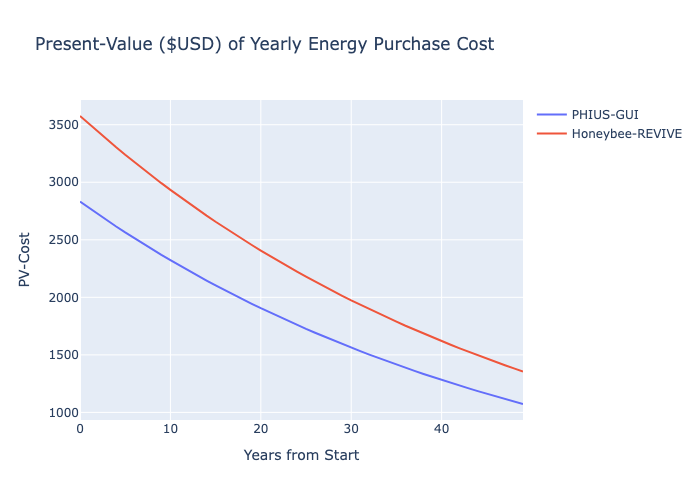 Present-Value ($USD) of Yearly Energy Purchase Cost
PHIUS-GUI
Honeybee-REVIVE
3500
3000
2500
2000
1500
1000
PV-Cost
0
10
20
30
40
Years from Start